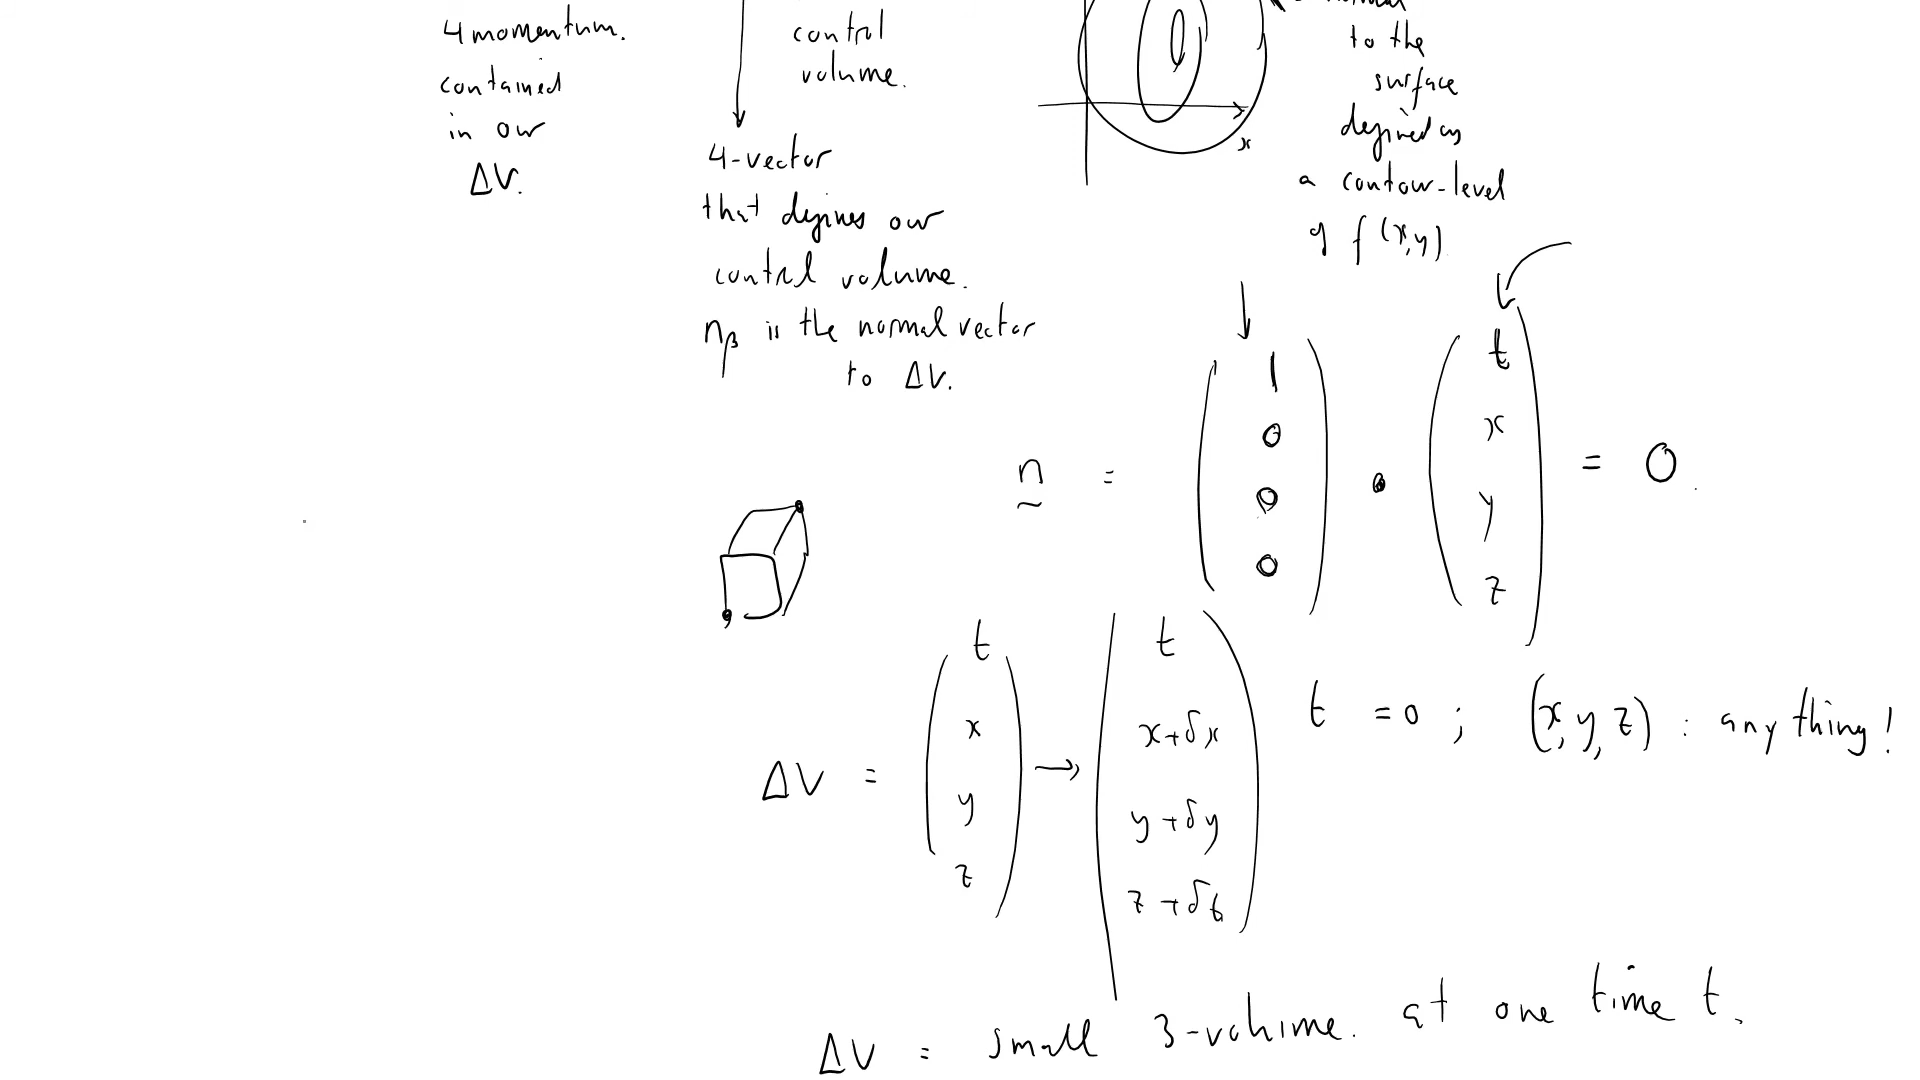 4 momentum.
contained
in our
ΔV.
control
volume.
4-vector
that defines our
control volume.
nβ is the normal vector
to ΔV.
x
normal
to the
surface
defined as
a contour-level
of f(x,y)
n = ( 1 0 0 0 ) • ( t x y z ) = 0.
ΔV = ( t x y z ) → ( t x+δx y+δy z+δz )
t = 0 ; (x,y,z) : anything!
ΔV = small 3-volume. at one time t.